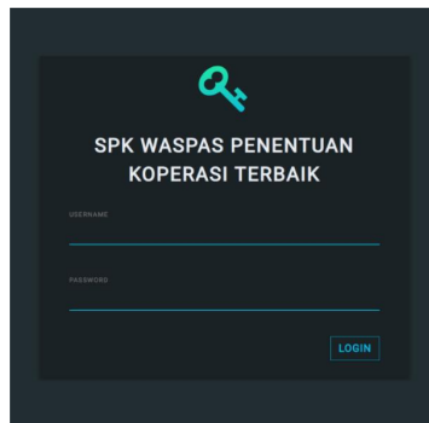 SPK WASPAS PENENTUAN
KOPERASI TERBAIK
USERNAME
PASSWORD
LOGIN